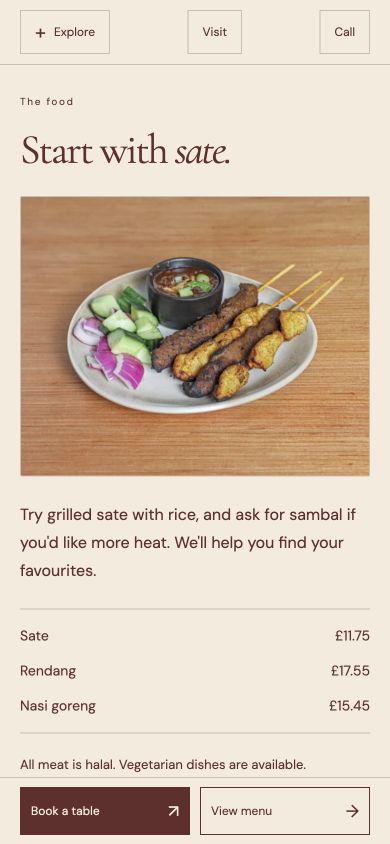 + Explore
Visit
Call
The food
Start with sate.
Try grilled sate with rice, and ask for sambal if
you'd like more heat. We'll help you find your
favourites.
Sate £11.75
Rendang £17.55
Nasi goreng £15.45
All meat is halal. Vegetarian dishes are available.
Book a table
View menu